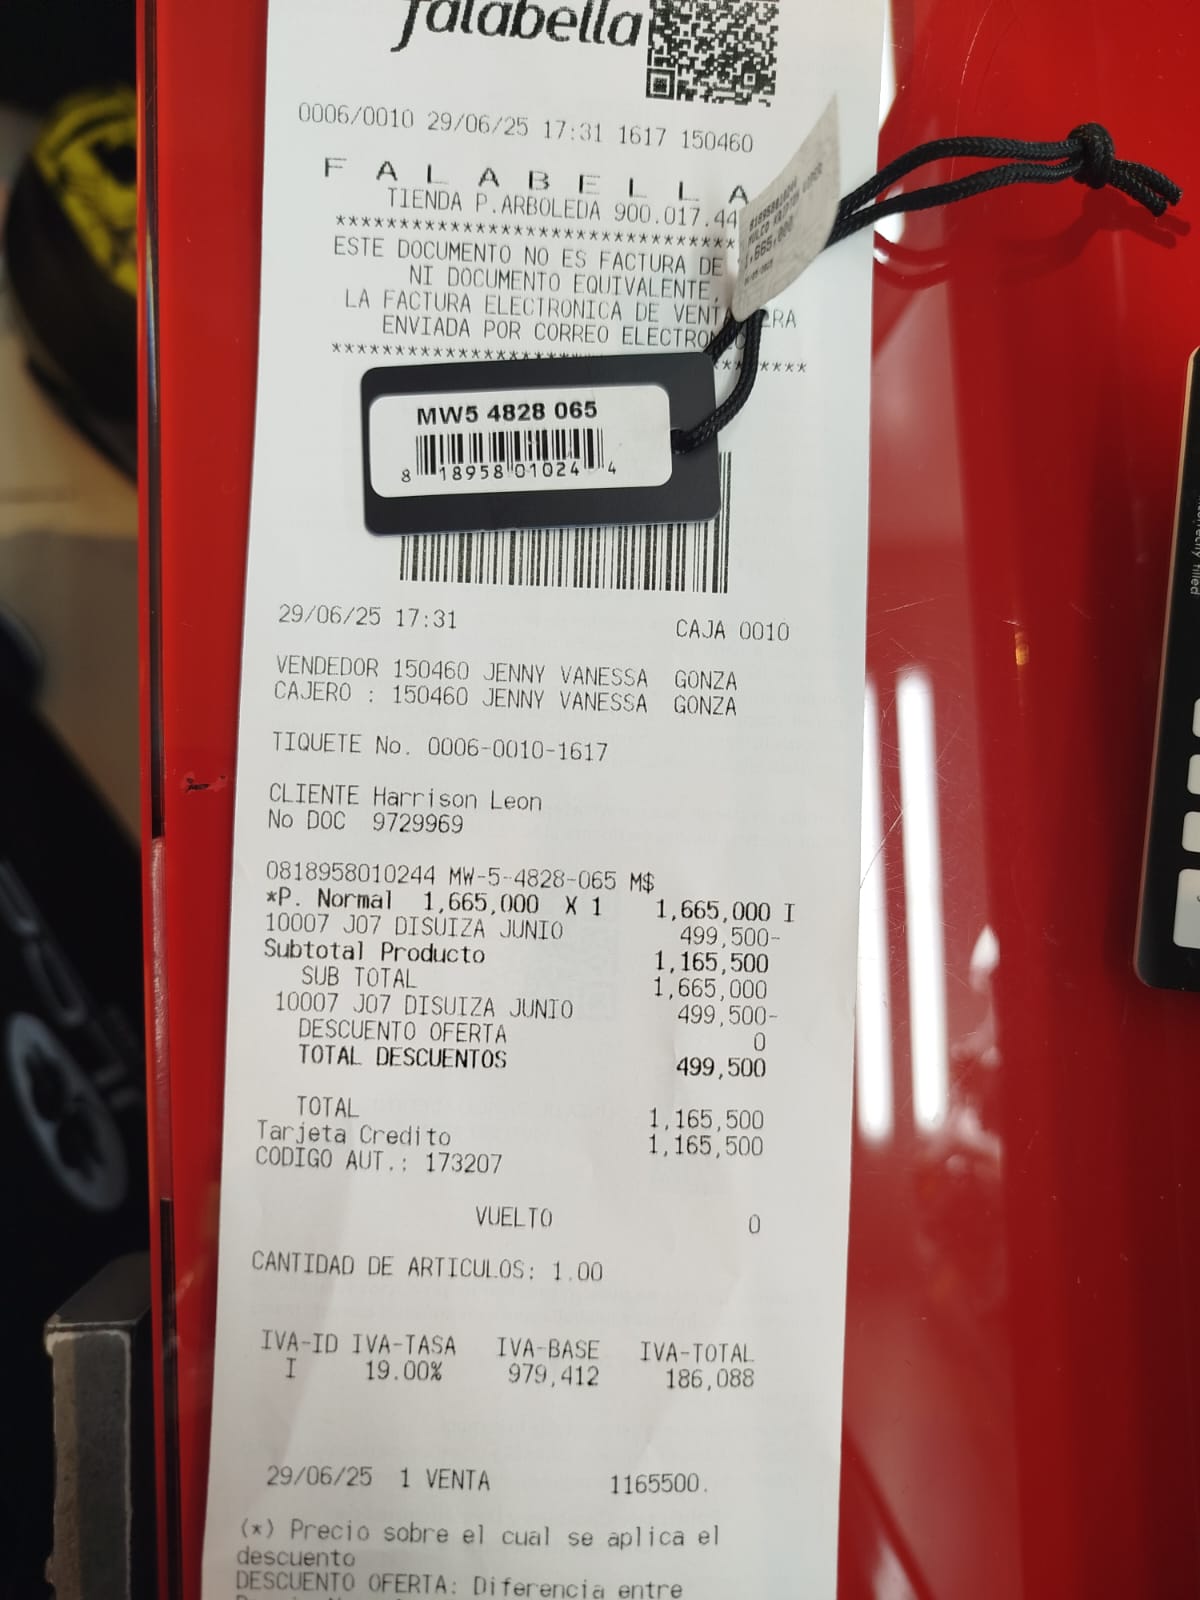 falabella
0006/0010 29/06/25 17:31 1617 150460
F A L A B E L L A
TIENDA P.ARBOLEDA 900.017.44
************************************
ESTE DOCUMENTO NO ES FACTURA DE
NI DOCUMENTO EQUIVALENTE,
LA FACTURA ELECTRONICA DE VENTA
ENVIADA POR CORREO ELECTRONICO
************************************
1,665,000
MW5 4828 065
8 18958 01024 4
29/06/25 17:31 CAJA 0010
VENDEDOR 150460 JENNY VANESSA GONZA
CAJERO : 150460 JENNY VANESSA GONZA
TIQUETE No. 0006-0010-1617
CLIENTE Harrison Leon
No DOC 9729969
0818958010244 MW-5-4828-065 M$
*P. Normal 1,665,000 X 1 1,665,000 I
10007 J07 DISUIZA JUNIO 499,500-
Subtotal Producto 1,165,500
SUB TOTAL 1,665,000
10007 J07 DISUIZA JUNIO 499,500-
DESCUENTO OFERTA 0
TOTAL DESCUENTOS 499,500
TOTAL 1,165,500
Tarjeta Credito 1,165,500
CODIGO AUT.: 173207
VUELTO 0
CANTIDAD DE ARTICULOS: 1.00
IVA-ID IVA-TASA IVA-BASE IVA-TOTAL
I 19.00% 979,412 186,088
29/06/25 1 VENTA 1165500.
(*) Precio sobre el cual se aplica el
descuento
DESCUENTO OFERTA: Diferencia entre